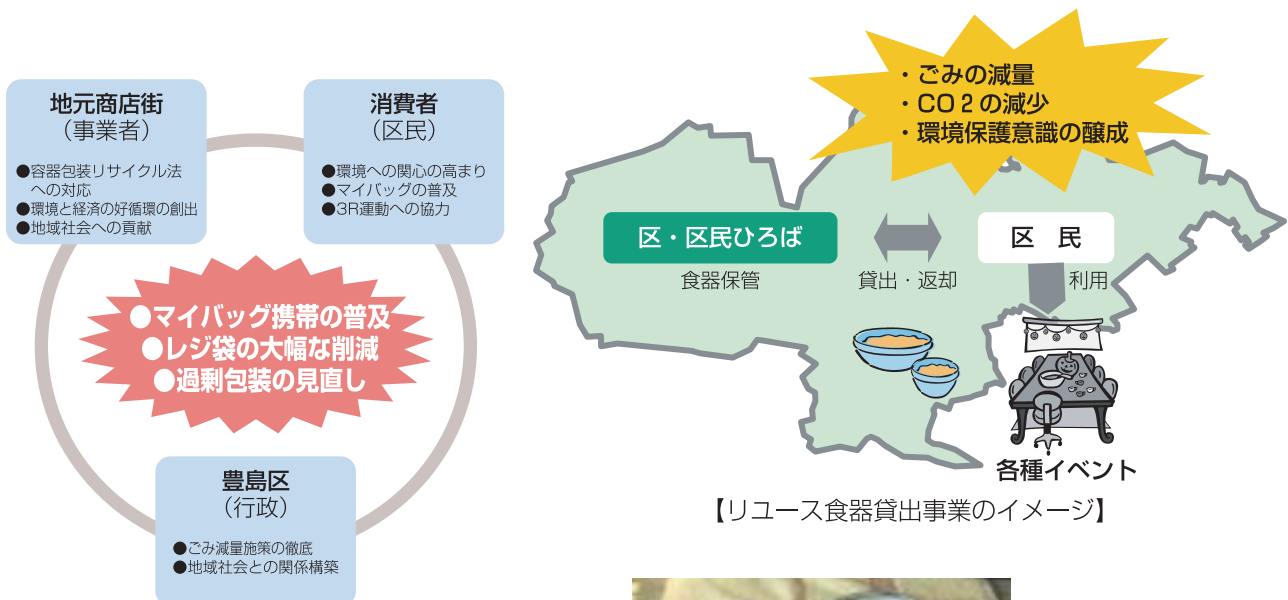 地元商店街
（事業者）
●容器包装リサイクル法
への対応
●環境と経済の好循環の創出
●地域社会への貢献
消費者
（区民）
●環境への関心の高まり
●マイバッグの普及
●3R運動への協力
●マイバッグ携帯の普及
●レジ袋の大幅な削減
●過剰包装の見直し
豊島区
（行政）
●ごみ減量施策の徹底
●地域社会との関係構築
・ごみの減量
・CO２の減少
・環境保護意識の醸成
区・区民ひろば
食器保管
貸出・返却
区　民
利用
各種イベント
【リユース食器貸出事業のイメージ】